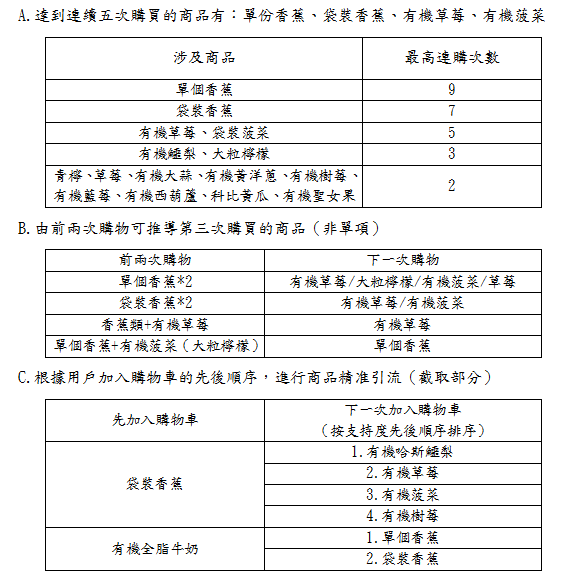 A.達到連續五次購買的商品有：單份香蕉、袋裝香蕉、有機草莓、有機菠菜
涉及商品 最高連購次數
單個香蕉 9
袋裝香蕉 7
有機草莓、袋裝菠菜 5
有機鱷梨、大粒檸檬 3
青檸、草莓、有機大蒜、有機黃洋蔥、有機樹莓、
有機藍莓、有機西葫蘆、科比黃瓜、有機聖女果 2
B.由前兩次購物可推導第三次購買的商品（非單項）
前兩次購物 下一次購物
單個香蕉*2 有機草莓/大粒檸檬/有機菠菜/草莓
袋裝香蕉*2 有機草莓/有機菠菜
香蕉類+有機草莓 有機草莓
單個香蕉+有機菠菜（大粒檸檬） 單個香蕉
C.根據用戶加入購物車的先後順序，進行商品精准引流（截取部分）
先加入購物車 下一次加入購物車
（按支持度先後順序排序）
袋裝香蕉 1.有機哈斯鱷梨
2.有機草莓
3.有機菠菜
4.有機樹莓
有機全脂牛奶 1.單個香蕉
2.袋裝香蕉